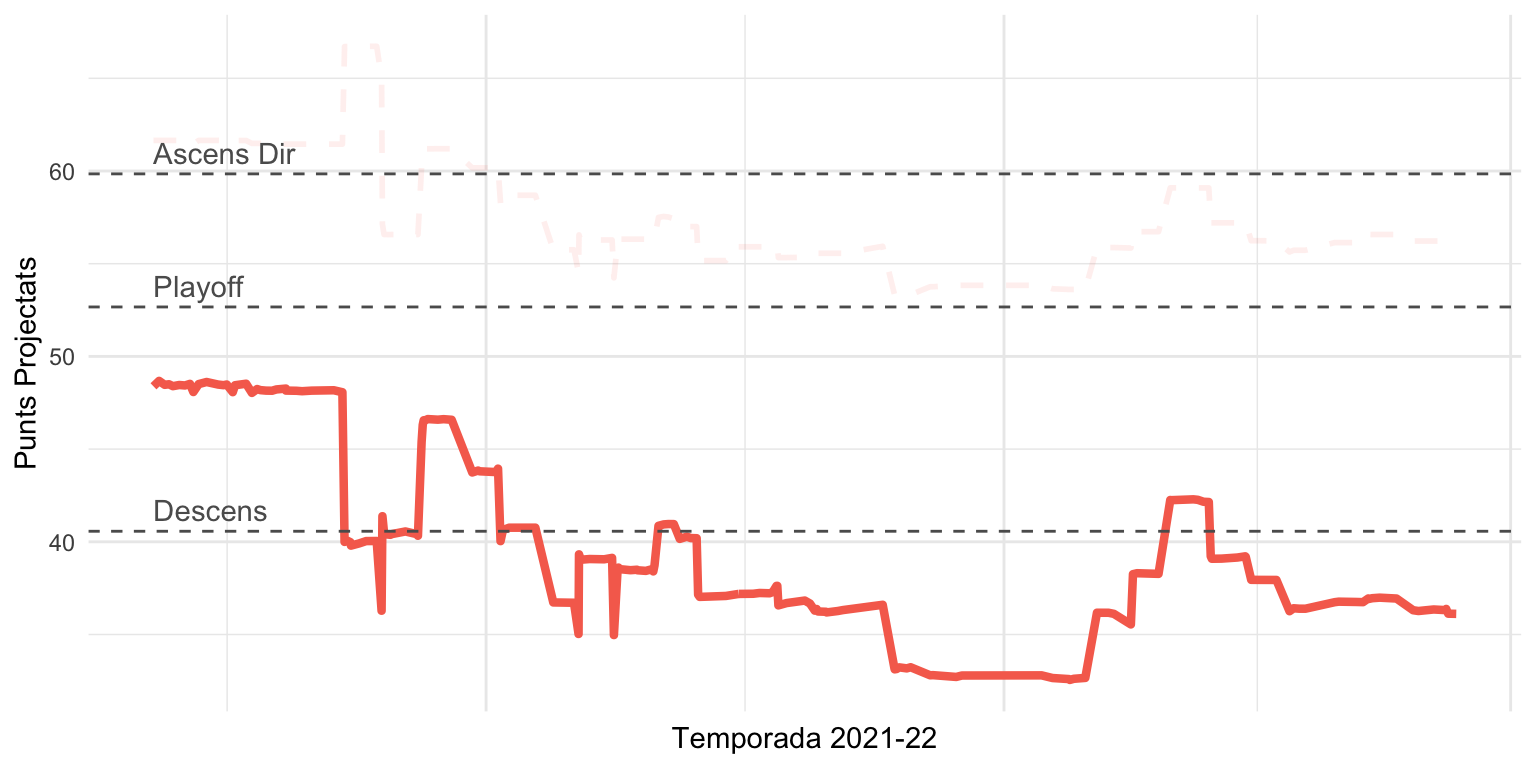 Ascens Dir
60
Playoff
50
Descens
40
Punts Projectats
Temporada 2021-22